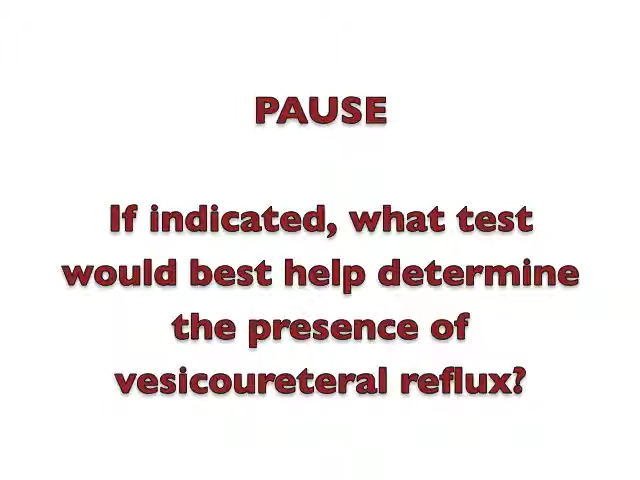 PAUSE
If indicated, what test
would best help determine
the presence of
vesicoureteral reflux?